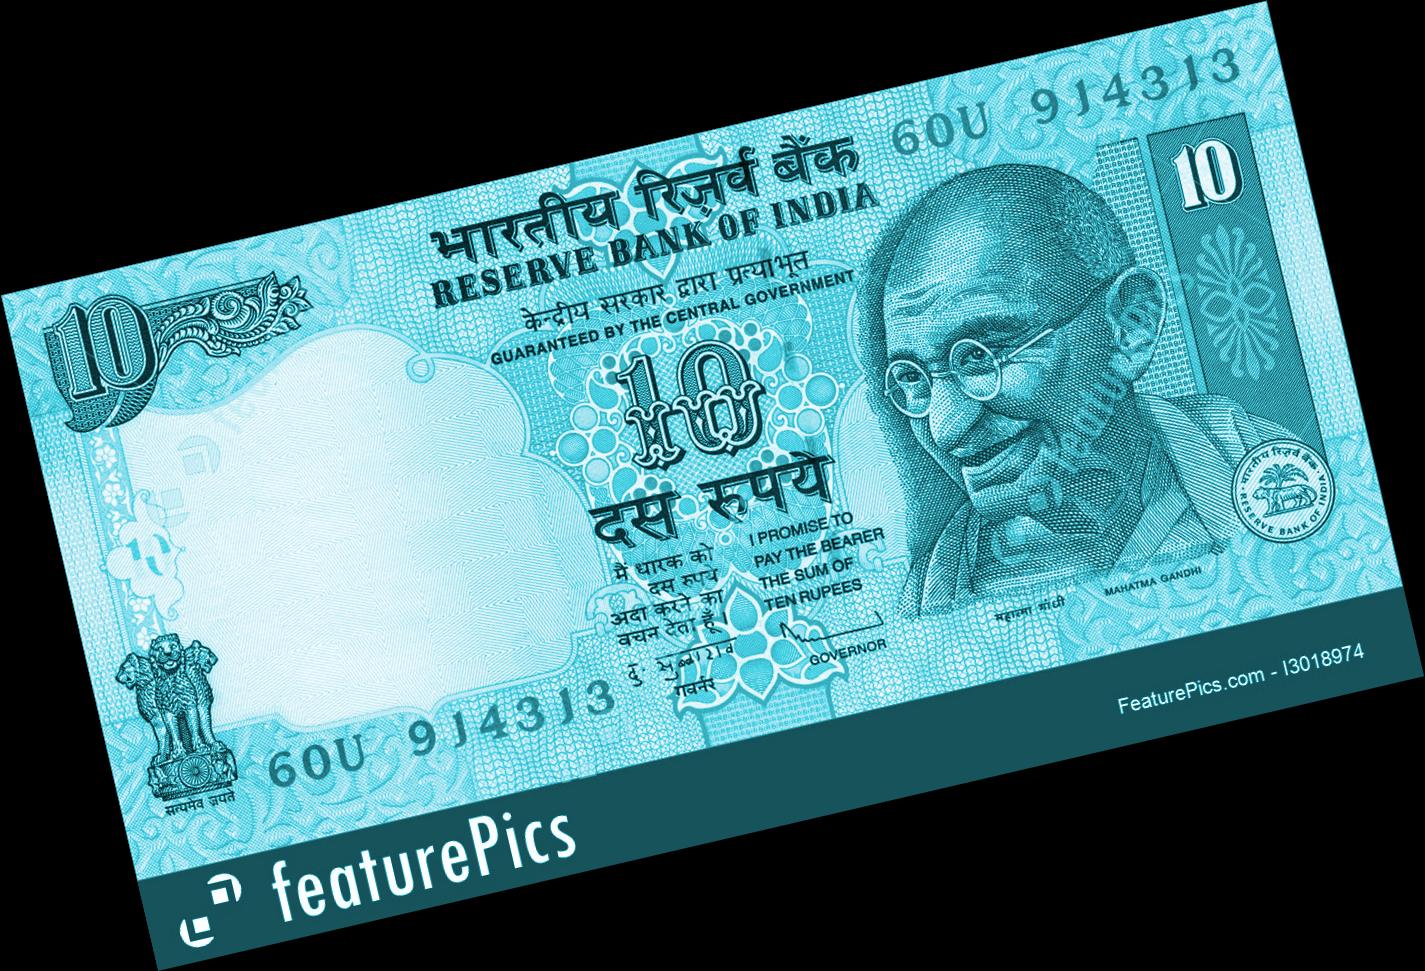 60U 914313
भारतीय रिज़र्व बैंक
RESERVE BANK OF INDIA
10
10
केन्द्रीय सरकार द्वारा प्रत्याभूत
GUARANTEED BY THE CENTRAL GOVERNMENT
10
दस रुपये
मैं धारक को
दस रुपये
अदा करने का
वचन देता हूँ।
I PROMISE TO
PAY THE BEARER
THE SUM OF
TEN RUPEES
गवर्नर
GOVERNOR
महात्मा गांधी
MAHATMA GANDHI
भारतीय रिज़र्व बैंक
RESERVE BANK OF INDIA
सत्यमेव जयते
60U 914313
FeaturePics.com - I3018974
featurePics